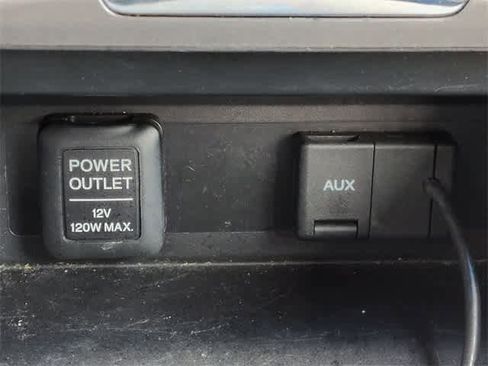 POWER
OUTLET
12V
120W MAX.
AUX